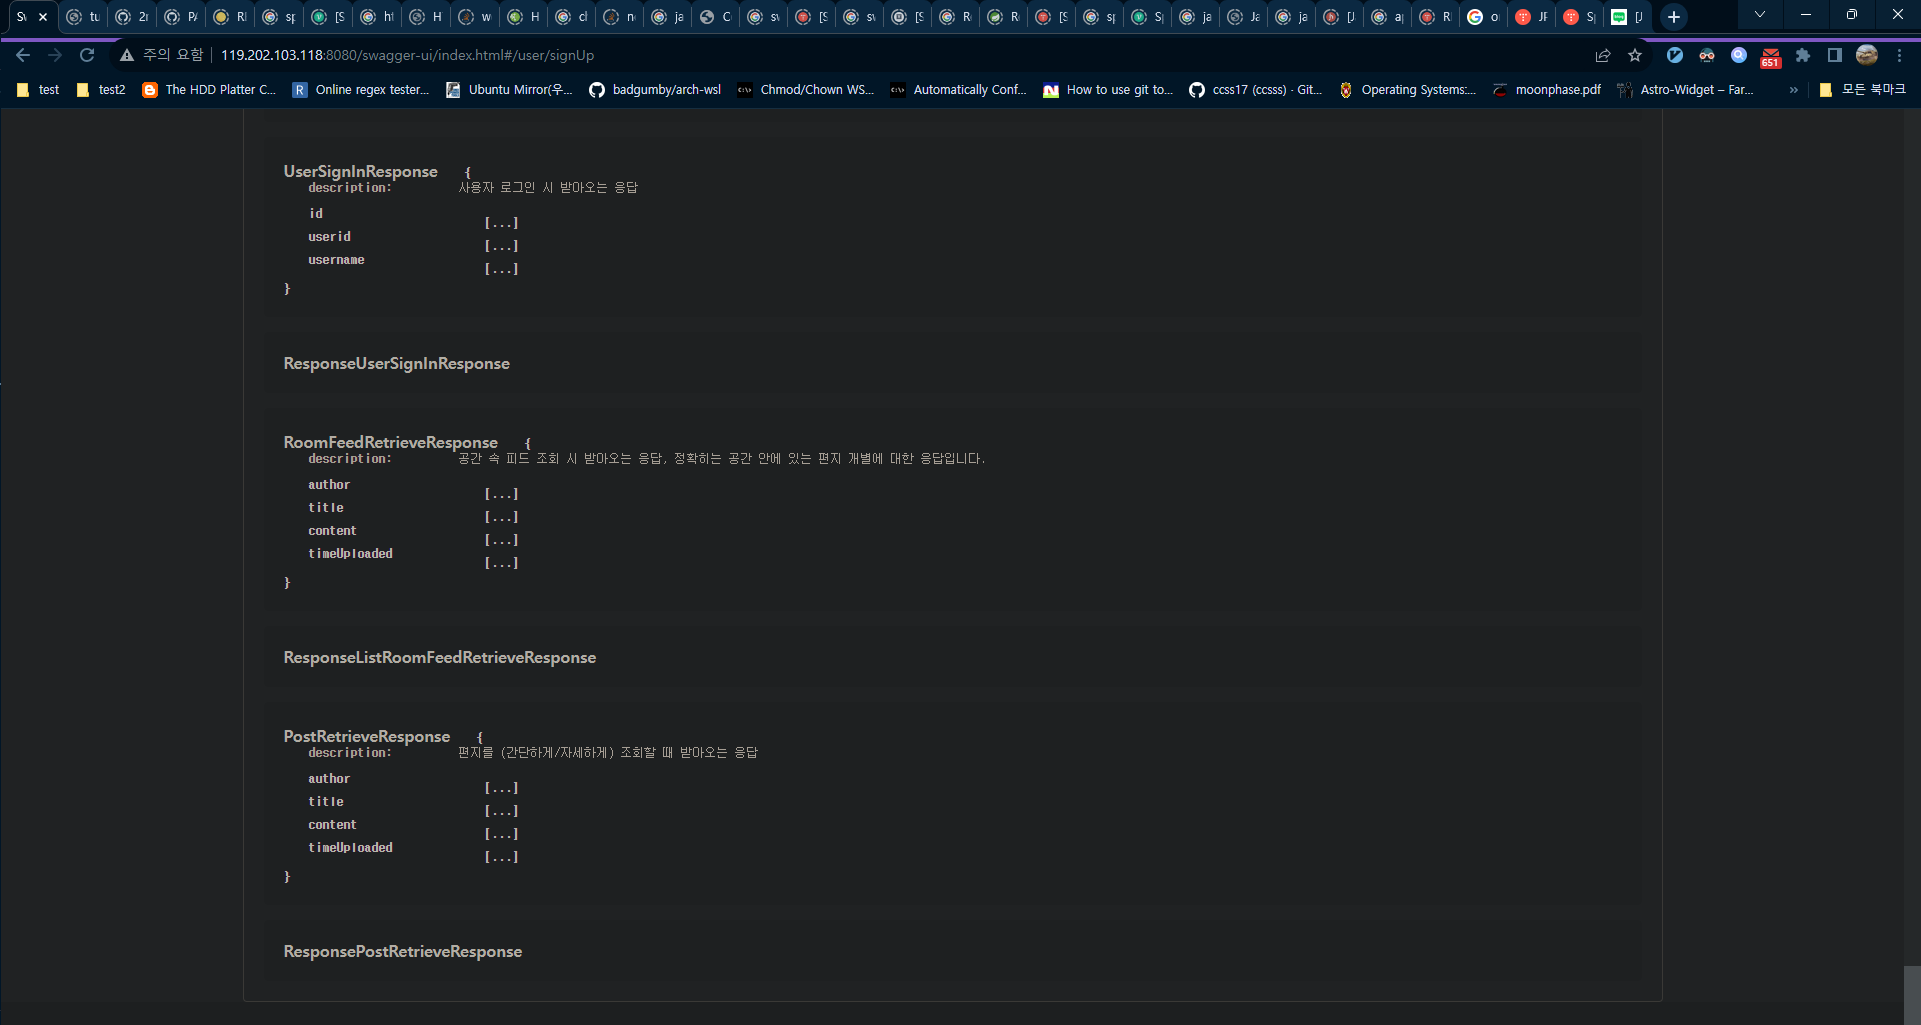 Sw tu 2r PA RI sp [S ht H w H cl n ja C sv [S sv [S R R [S sp Sp ja Ja ja [J a RI o JF Sp [J
주의 요함 119.202.103.118:8080/swagger-ui/index.html#/user/signUp 651
test test2 The HDD Platter C... Online regex tester... Ubuntu Mirror(우... badgumby/arch-wsl Chmod/Chown WS... Automatically Conf... How to use git to... ccss17 (ccsss) · Git... Operating Systems:... moonphase.pdf Astro-Widget – Far... » 모든 북마크
UserSignInResponse {
description: 사용자 로그인 시 받아오는 응답
id [...]
userid [...]
username [...]
}
ResponseUserSignInResponse
RoomFeedRetrieveResponse {
description: 공간 속 피드 조회 시 받아오는 응답, 정확히는 공간 안에 있는 편지 개별에 대한 응답입니다.
author [...]
title [...]
content [...]
timeUploaded [...]
}
ResponseListRoomFeedRetrieveResponse
PostRetrieveResponse {
description: 편지를 (간단하게/자세하게) 조회할 때 받아오는 응답
author [...]
title [...]
content [...]
timeUploaded [...]
}
ResponsePostRetrieveResponse